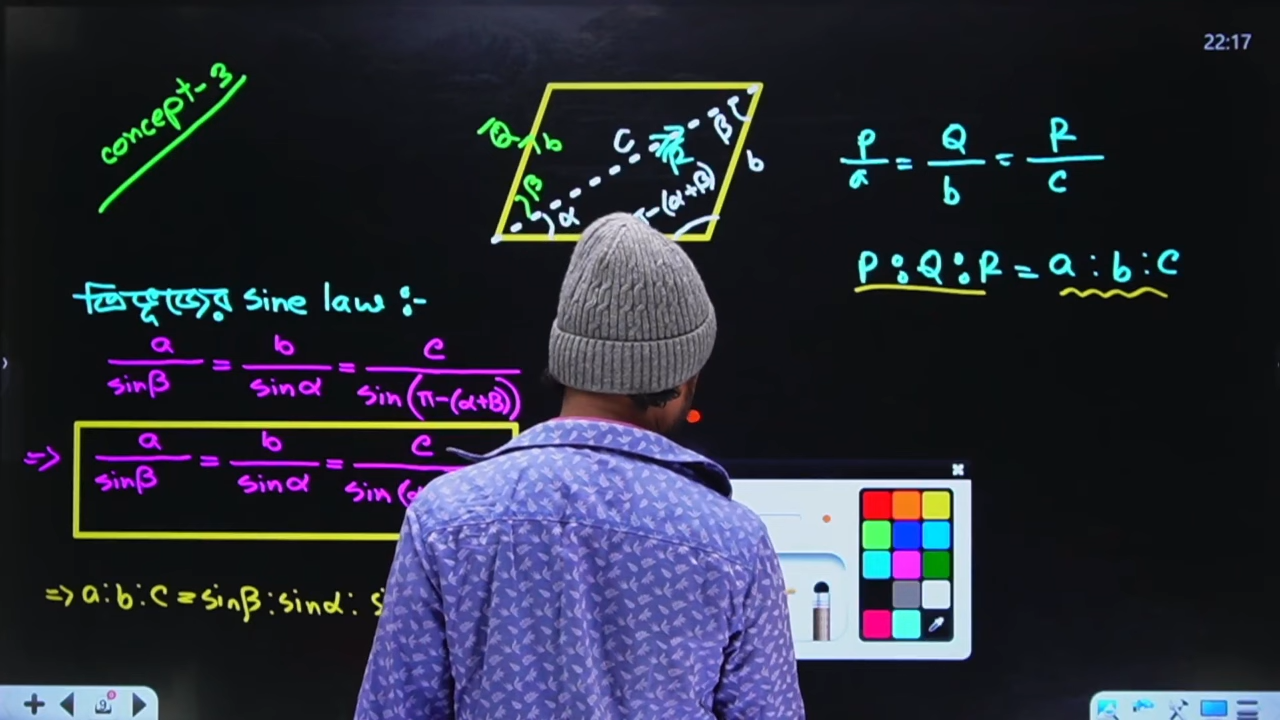 22:17
concept-3
Q
b
β
C
R
β
b
α
π-(α+β)
P/a = Q/b = R/c
P : Q : R = a : b : C
ত্রিভুজের sine law :-
a/sinβ = b/sinα = c/sin(π-(α+β))
=> a/sinβ = b/sinα = c/sin(α
=> a:b:C = sinβ:sinα: